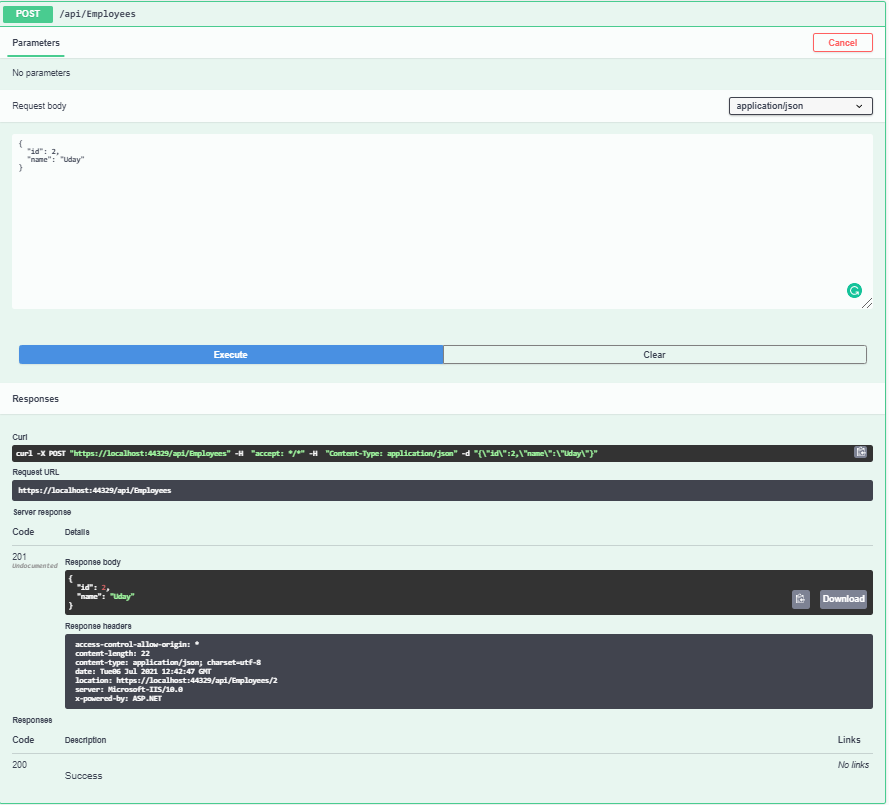 POST /api/Employees
Parameters Cancel
No parameters
Request body application/json
{
  "id": 2,
  "name": "Uday"
}
Execute Clear
Responses
Curl
curl -X POST "https://localhost:44329/api/Employees" -H  "accept: */*" -H  "Content-Type: application/json" -d "{\"id\":2,\"name\":\"Uday\"}"
Request URL
https://localhost:44329/api/Employees
Server response
Code Details
201
Undocumented
Response body
{
  "id": 2,
  "name": "Uday"
}
Download
Response headers
access-control-allow-origin: *
content-length: 22
content-type: application/json; charset=utf-8
date: Tue06 Jul 2021 12:42:47 GMT
location: https://localhost:44329/api/Employees/2
server: Microsoft-IIS/10.0
x-powered-by: ASP.NET
Responses
Code Description Links
200 No links
Success